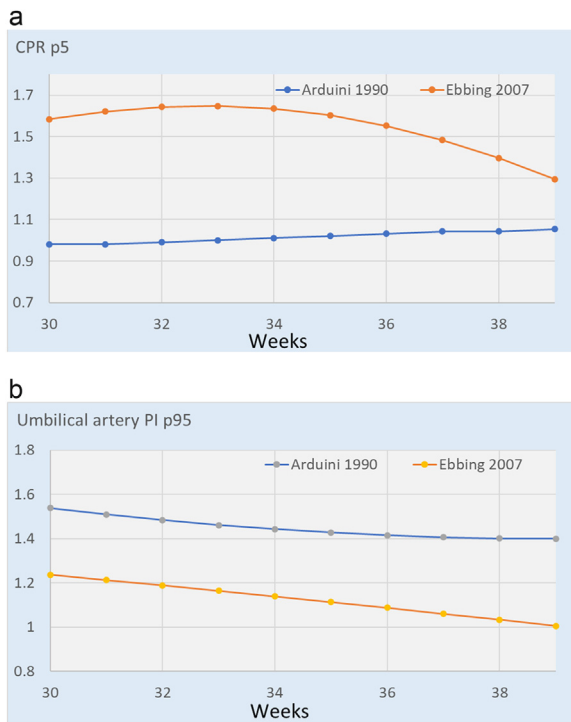 a
CPR p5
Arduini 1990 Ebbing 2007
1.7
1.5
1.3
1.1
0.9
0.7
30 32 34 36 38
Weeks
b
Umbilical artery PI p95
1.8
Arduini 1990 Ebbing 2007
1.6
1.4
1.2
1
0.8
30 32 34 36 38
Weeks